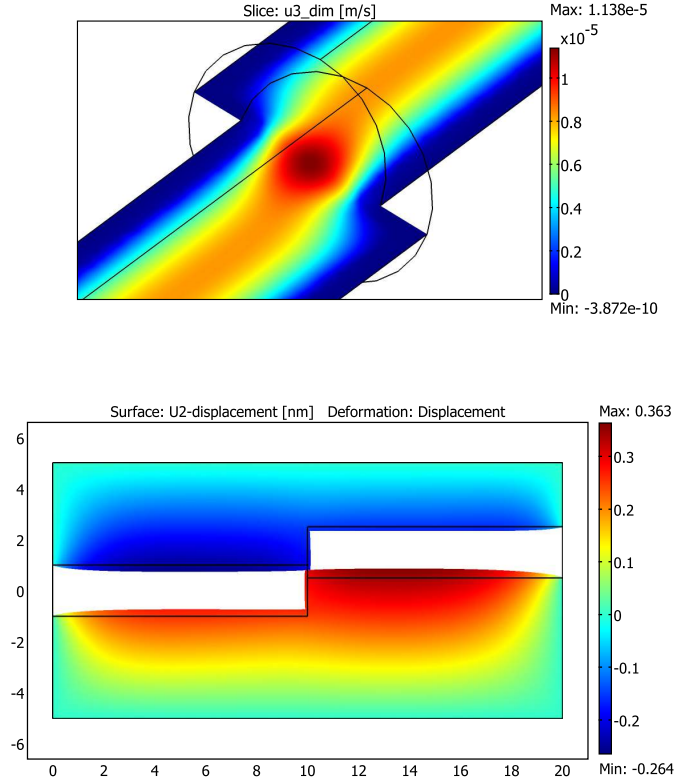 Slice: u3_dim [m/s]
Max: 1.138e-5
x10-5
1
0.8
0.6
0.4
0.2
0
Min: -3.872e-10
Surface: U2-displacement [nm] Deformation: Displacement
Max: 0.363
6
4
2
0
-2
-4
-6
0.3
0.2
0.1
0
-0.1
-0.2
0 2 4 6 8 10 12 14 16 18 20
Min: -0.264